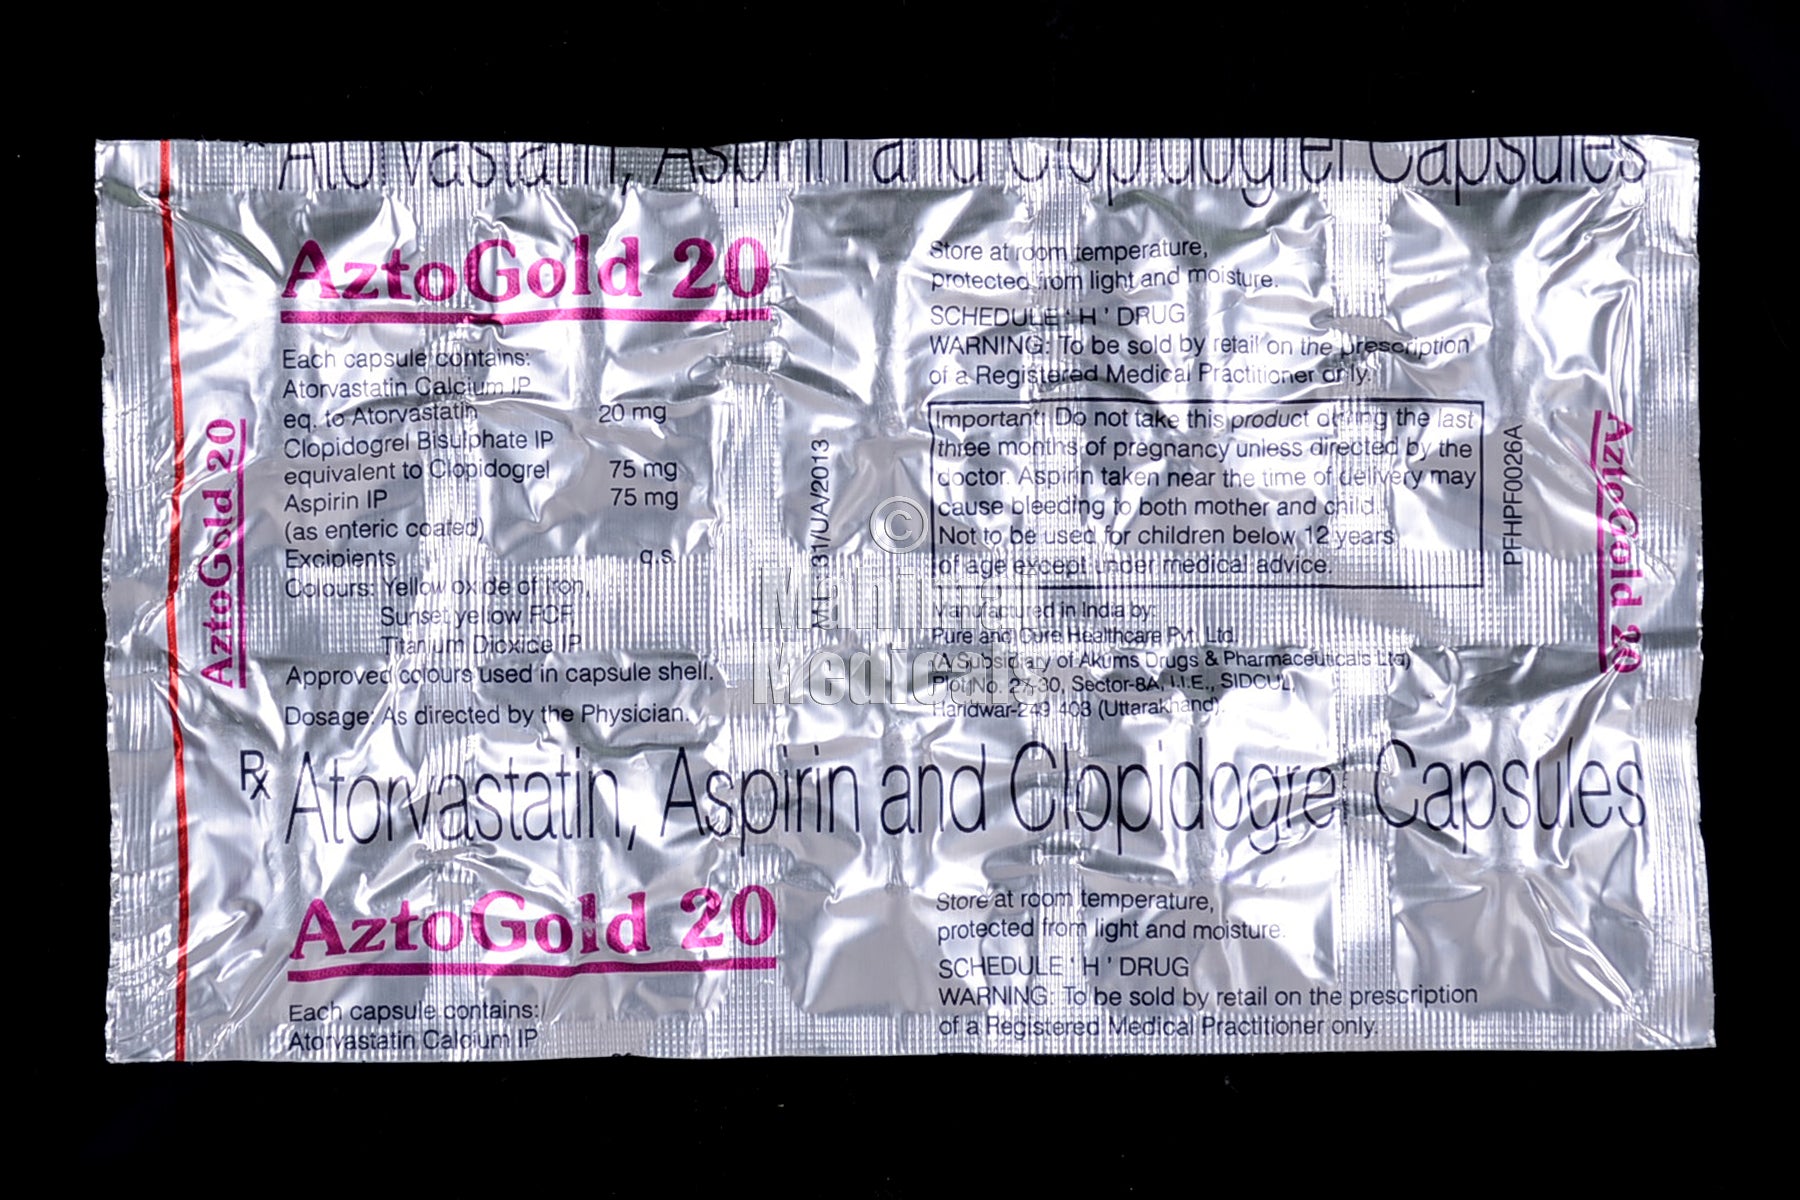 Atorvastatin, Aspirin and Clopidogrel Capsules
AztoGold 20
Each capsule contains:
Atorvastatin Calcium IP
eq. to Atorvastatin 20 mg
Clopidogrel Bisulphate IP
equivalent to Clopidogrel 75 mg
Aspirin IP 75 mg
(as enteric coated)
Excipients q.s.
Colours: Yellow oxide of Iron,
Sunset yellow FCF,
Titanium Dioxide IP
Approved colours used in capsule shell.
Dosage: As directed by the Physician.
AztoGold 20
31/UA/2013
Store at room temperature,
protected from light and moisture.
SCHEDULE ' H ' DRUG
WARNING: To be sold by retail on the prescription
of a Registered Medical Practitioner only.
Important: Do not take this product during the last
three months of pregnancy unless directed by the
doctor. Aspirin taken near the time of delivery may
cause bleeding to both mother and child.
Not to be used for children below 12 years
of age except under medical advice.
Manufactured in India by:
Pure and Cure Healthcare Pvt. Ltd.
(A Subsidiary of Akums Drugs & Pharmaceuticals Ltd)
Plot No. 27-30, Sector-8A, I.I.E., SIDCUL,
Haridwar-249 403 (Uttarakhand).
PFHPF0026A
AztoGold 20
©
Mahimai
Medicals
Rx Atorvastatin, Aspirin and Clopidogrel Capsules
AztoGold 20
Each capsule contains:
Atorvastatin Calcium IP
Store at room temperature,
protected from light and moisture.
SCHEDULE ' H ' DRUG
WARNING: To be sold by retail on the prescription
of a Registered Medical Practitioner only.